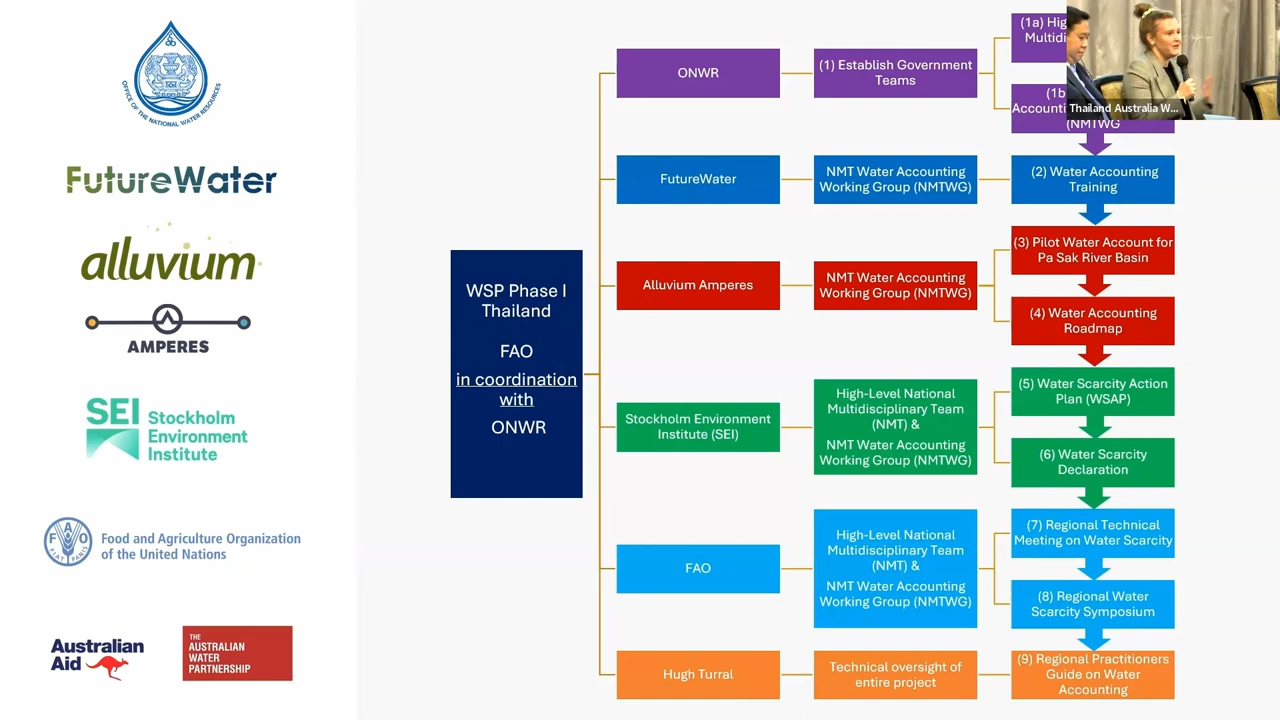 OFFICE OF THE NATIONAL WATER RESOURCES
FutureWater
alluvium
AMPERES
SEI Stockholm
Environment
Institute
FAO
FIAT PANIS
Food and Agriculture Organization
of the United Nations
Australian
Aid
THE
AUSTRALIAN
WATER
PARTNERSHIP
WSP Phase I
Thailand
FAO
in coordination
with
ONWR
ONWR
(1) Establish Government
Teams
(1a)
(1b
(NMTWG
Thailand Australia W...
FutureWater
NMT Water Accounting
Working Group (NMTWG)
(2) Water Accounting
Training
Alluvium Amperes
NMT Water Accounting
Working Group (NMTWG)
(3) Pilot Water Account for
Pa Sak River Basin
(4) Water Accounting
Roadmap
Stockholm Environment
Institute (SEI)
High-Level National
Multidisciplinary Team
(NMT) &
NMT Water Accounting
Working Group (NMTWG)
(5) Water Scarcity Action
Plan (WSAP)
(6) Water Scarcity
Declaration
FAO
High-Level National
Multidisciplinary Team
(NMT) &
NMT Water Accounting
Working Group (NMTWG)
(7) Regional Technical
Meeting on Water Scarcity
(8) Regional Water
Scarcity Symposium
Hugh Turral
Technical oversight of
entire project
(9) Regional Practitioners
Guide on Water
Accounting